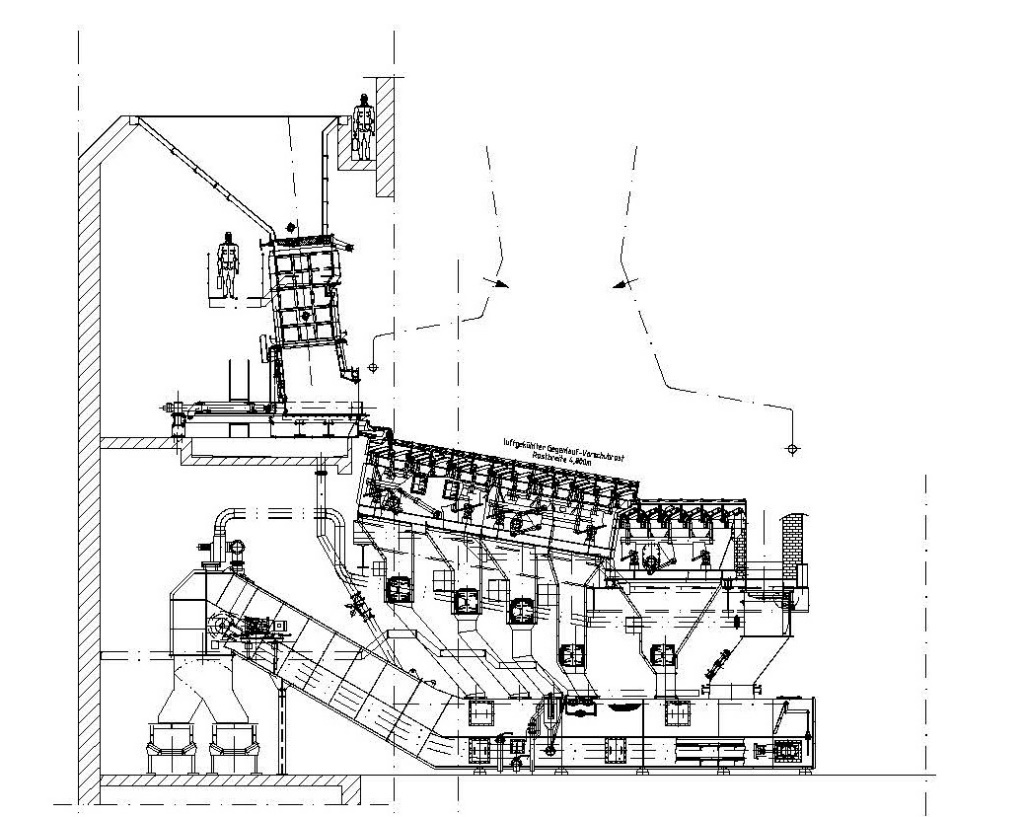 luftgekühlter Gegenlauf-Vorschubrost
Rostbreite 4,800m